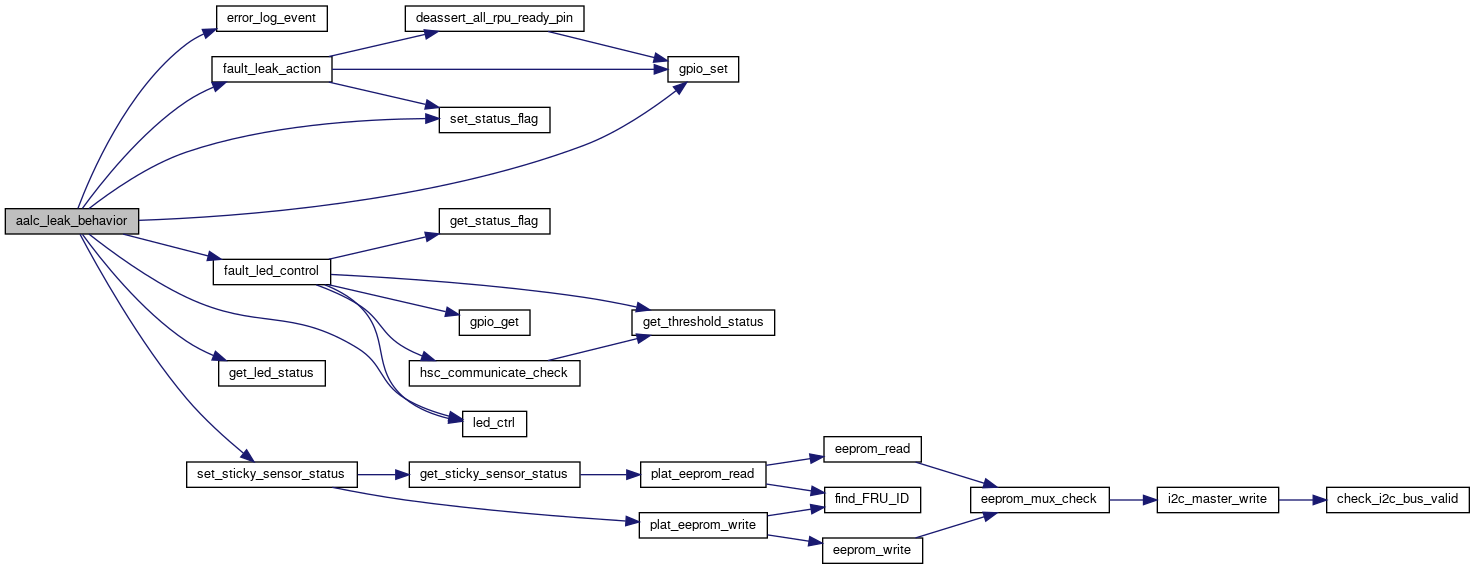 error_log_event
deassert_all_rpu_ready_pin
fault_leak_action
gpio_set
set_status_flag
aalc_leak_behavior
get_status_flag
fault_led_control
gpio_get
get_threshold_status
get_led_status
hsc_communicate_check
led_ctrl
eeprom_read
set_sticky_sensor_status
get_sticky_sensor_status
plat_eeprom_read
find_FRU_ID
eeprom_mux_check
i2c_master_write
check_i2c_bus_valid
plat_eeprom_write
eeprom_write